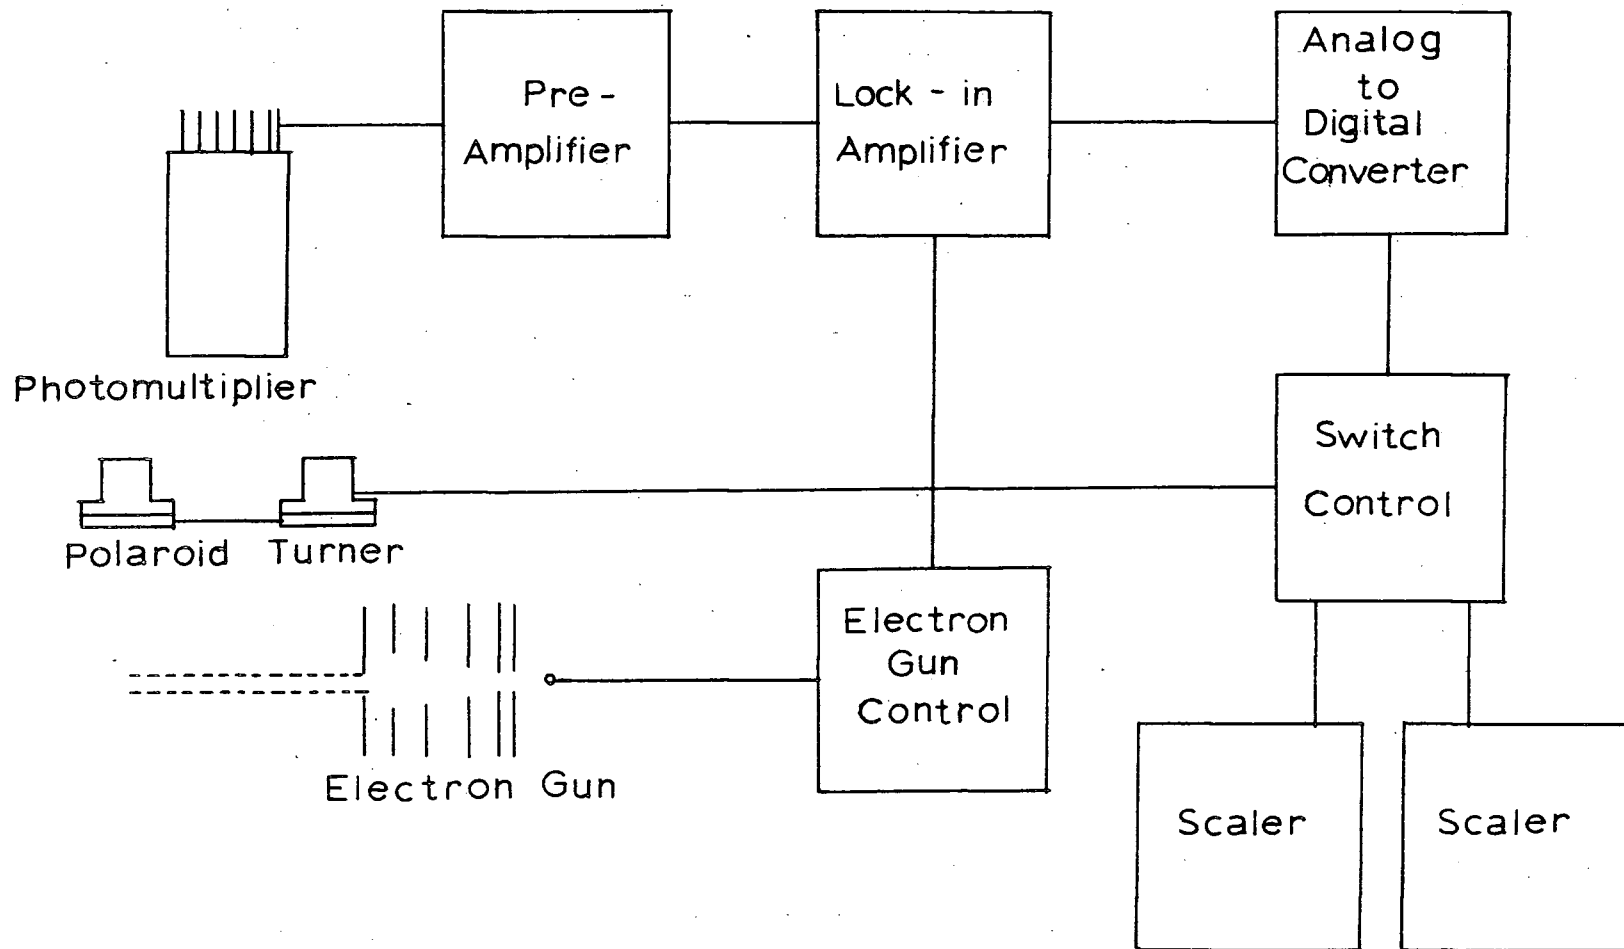 Pre -
Amplifier
Lock - in
Amplifier
Analog
to
Digital
Converter
Photomultiplier
Switch
Control
Polaroid Turner
Electron
Gun
Control
Electron Gun
Scaler
Scaler